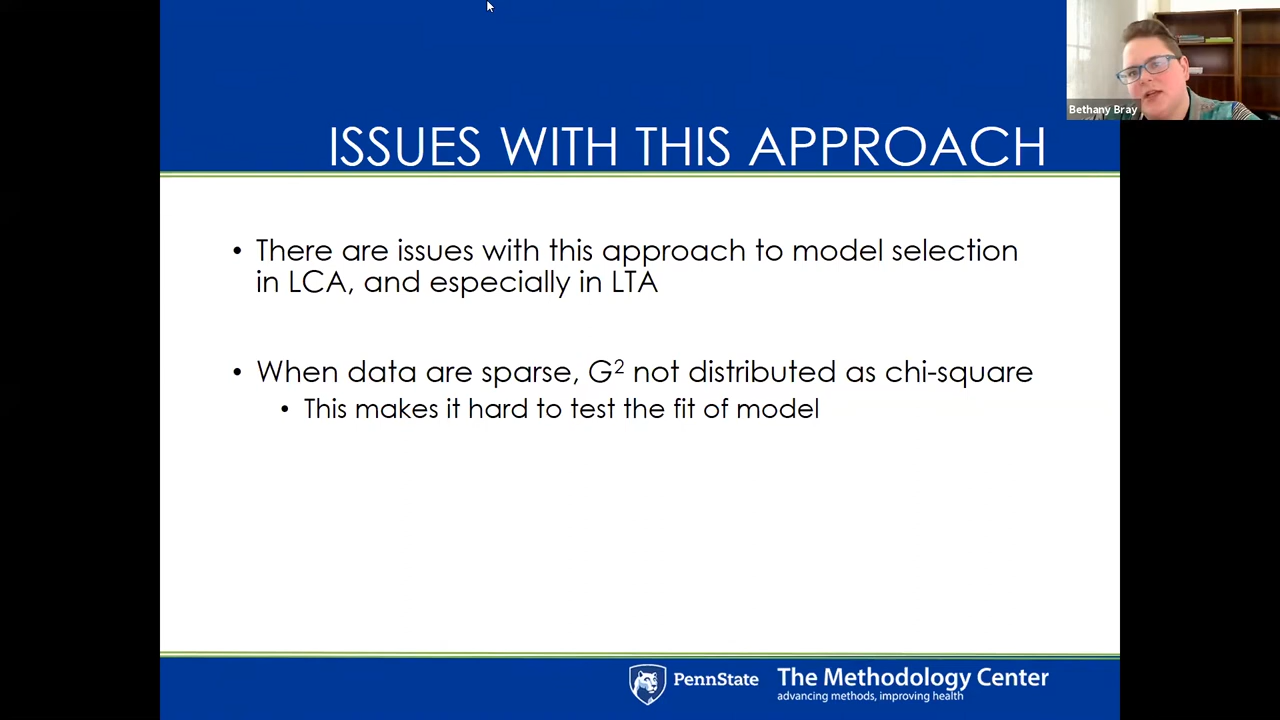 Bethany Bray
ISSUES WITH THIS APPROACH
• There are issues with this approach to model selection
in LCA, and especially in LTA
• When data are sparse, G² not distributed as chi-square
• This makes it hard to test the fit of model
PennState
The Methodology Center
advancing methods, improving health